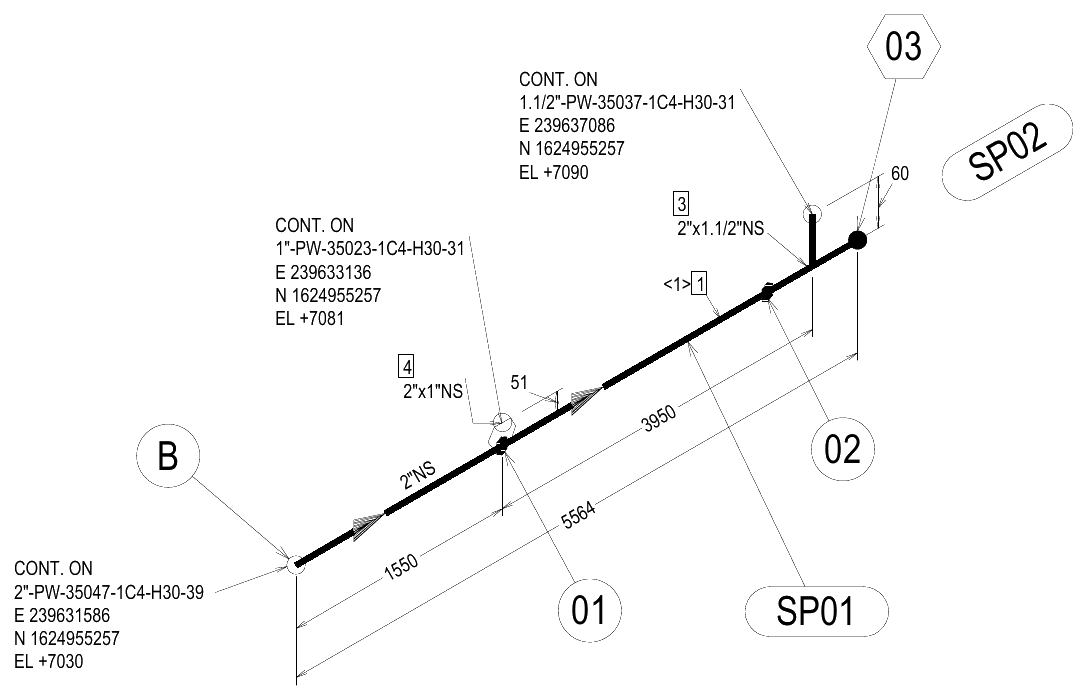 03
CONT. ON
1.1/2"-PW-35037-1C4-H30-31
E 239637086
N 1624955257
EL +7090
SP02
60
3
2"x1.1/2"NS
CONT. ON
1"-PW-35023-1C4-H30-31
E 239633136
N 1624955257
EL +7081
<1> 1
4
2"x1"NS
51
3950
B
02
2"NS
5564
1550
CONT. ON
2"-PW-35047-1C4-H30-39
E 239631586
N 1624955257
EL +7030
01
SP01